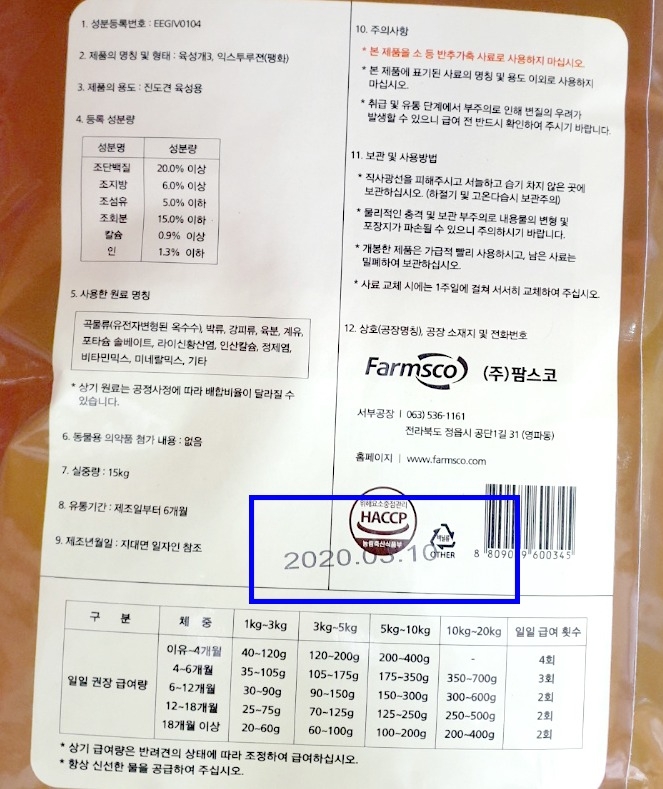 1. 성분등록번호 : EEGIV0104
2. 제품의 명칭 및 형태 : 육성개3, 익스투루젼(팽화)
3. 제품의 용도 : 진도견 육성용
4. 등록 성분량
성분명 성분량
조단백질 20.0% 이상
조지방 6.0% 이상
조섬유 5.0% 이하
조회분 15.0% 이하
칼슘 0.9% 이상
인 1.3% 이하
5. 사용한 원료 명칭
곡물류(유전자변형된 옥수수), 박류, 강피류, 육분, 계유,
포타슘 솔베이트, 라이신황산염, 인산칼슘, 정제염,
비타민믹스, 미네랄믹스, 기타
* 상기 원료는 공정사정에 따라 배합비율이 달라질 수
있습니다.
6. 동물용 의약품 첨가 내용 : 없음
7. 실중량 : 15kg
8. 유통기간 : 제조일부터 6개월
9. 제조년월일 : 지대면 일자인 참조
10. 주의사항
* 본 제품을 소 등 반추가축 사료로 사용하지 마십시오.
* 본 제품에 표기된 사료의 명칭 및 용도 이외로 사용하지
마십시오.
* 취급 및 유통 단계에서 부주의로 인해 변질의 우려가
발생할 수 있으니 급여 전 반드시 확인하여 주시기 바랍니다.
11. 보관 및 사용방법
* 직사광선을 피해주시고 서늘하고 습기 차지 않은 곳에
보관하십시오. (하절기 및 고온다습시 보관주의)
* 물리적인 충격 및 보관 부주의로 내용물의 변형 및
포장지가 파손될 수 있으니 주의하시기 바랍니다.
* 개봉한 제품은 가급적 빨리 사용하시고, 남은 사료는
밀폐하여 보관하십시오.
* 사료 교체 시에는 1주일에 걸쳐 서서히 교체하여 주십시오.
12. 상호(공장명칭), 공장 소재지 및 전화번호
Farmsco (주)팜스코
서부공장 | 063) 536-1161
전라북도 정읍시 공단1길 31 (영파동)
홈페이지 | www.farmsco.com
위해요소중점관리
HACCP
농림축산식품부
비닐류
OTHER
8 809019 600345
2020.03.10
구 분 체 중 1kg~3kg 3kg~5kg 5kg~10kg 10kg~20kg 일일 급여 횟수
일일 권장 급여량
이유~4개월 40~120g 120~200g 200~400g - 4회
4~6개월 35~105g 105~175g 175~350g 350~700g 3회
6~12개월 30~90g 90~150g 150~300g 300~600g 2회
12~18개월 25~75g 70~125g 125~250g 250~500g 2회
18개월 이상 20~60g 60~100g 100~200g 200~400g 2회
* 상기 급여량은 반려견의 상태에 따라 조정하여 급여하십시오.
* 항상 신선한 물을 공급하여 주십시오.